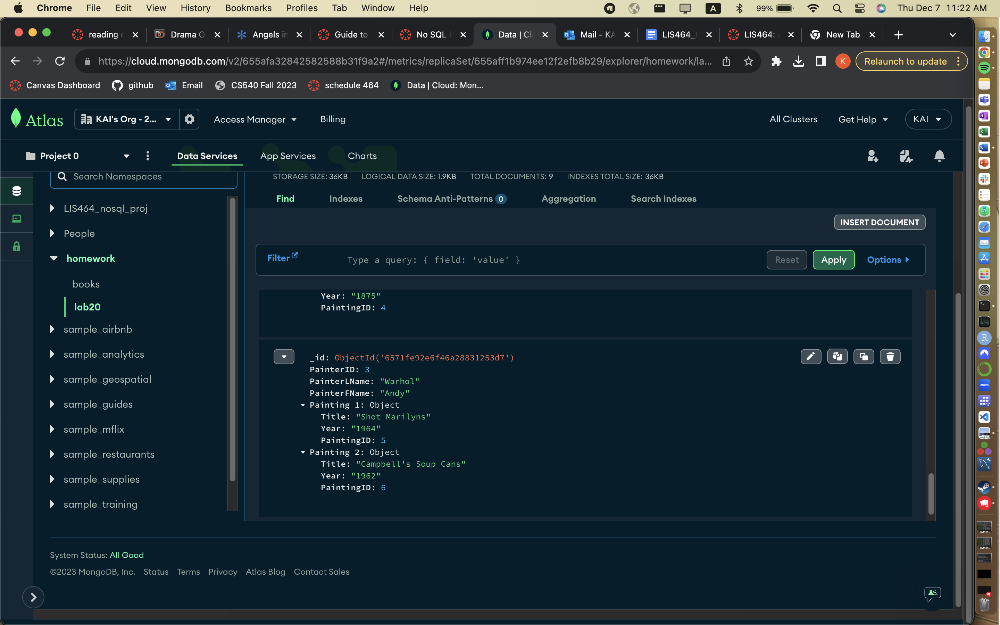 Chrome File Edit View History Bookmarks Profiles Tab Window Help A 99% Thu Dec 7 11:22 AM
reading Drama O Angels in Guide to No SQL Data | Clo Mail - KA LIS464_ LIS464: New Tab
https://cloud.mongodb.com/v2/655afa32842582588b31f9a2#/metrics/replicaSet/655aff1b974ee12f2efb8b29/explorer/homework/la... K Relaunch to update
Canvas Dashboard github Email CS540 Fall 2023 schedule 464 Data | Cloud: Mon...
Atlas KAI's Org - 2... Access Manager Billing All Clusters Get Help KAI
Project 0 Data Services App Services Charts
Search Namespaces
LIS464_nosql_proj
People
homework
books
lab20
sample_airbnb
sample_analytics
sample_geospatial
sample_guides
sample_mflix
sample_restaurants
sample_supplies
sample_training
STORAGE SIZE: 36KB LOGICAL DATA SIZE: 1.9KB TOTAL DOCUMENTS: 9 INDEXES TOTAL SIZE: 36KB
Find Indexes Schema Anti-Patterns 0 Aggregation Search Indexes
INSERT DOCUMENT
Filter Type a query: { field: 'value' } Reset Apply Options
Year: "1875"
PaintingID: 4
_id: ObjectId('6571fe92e6f46a28831253d7')
PainterID: 3
PainterLName: "Warhol"
PainterFName: "Andy"
Painting 1: Object
Title: "Shot Marilyns"
Year: "1964"
PaintingID: 5
Painting 2: Object
Title: "Campbell's Soup Cans"
Year: "1962"
PaintingID: 6
System Status: All Good
©2023 MongoDB, Inc. Status Terms Privacy Atlas Blog Contact Sales
R
zoom
17
python...
python...